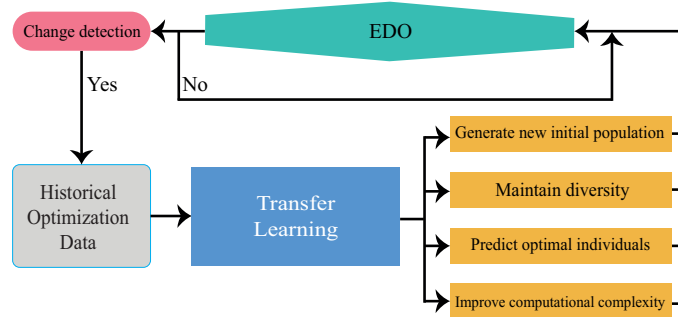 Change detection
EDO
Yes
No
Historical
Optimization
Data
Transfer
Learning
Generate new initial population
Maintain diversity
Predict optimal individuals
Improve computational complexity